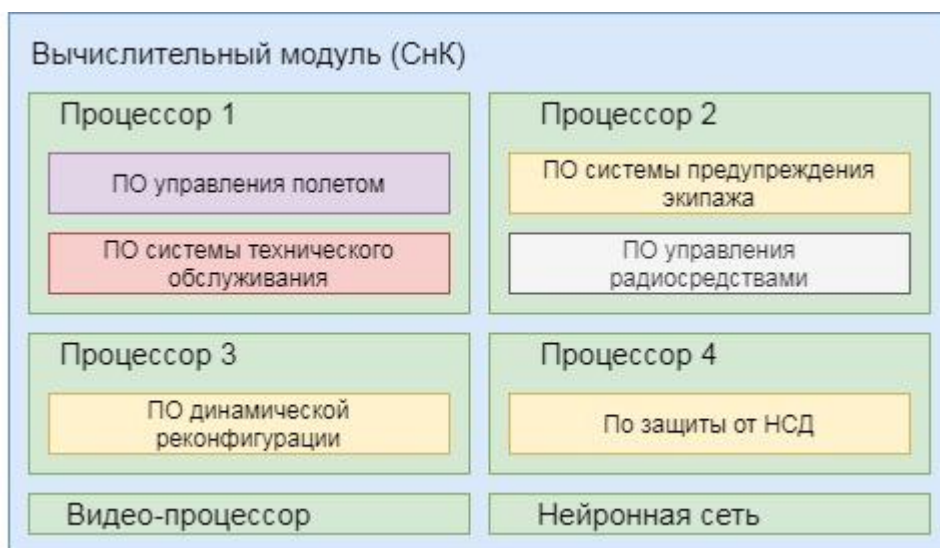 Вычислительный модуль (СнК)
Процессор 1
ПО управления полетом
ПО системы технического
обслуживания
Процессор 2
ПО системы предупреждения
экипажа
ПО управления
радиосредствами
Процессор 3
ПО динамической
реконфигурации
Процессор 4
По защиты от НСД
Видео-процессор
Нейронная сеть